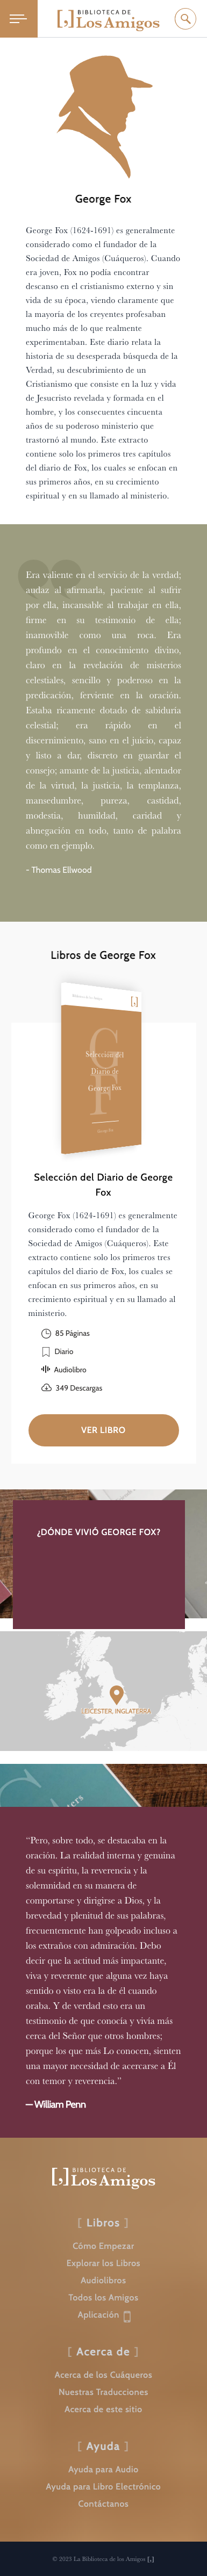 BIBLIOTECA DE
[,] Los Amigos
George Fox
George Fox (1624-1691) es generalmente
considerado como el fundador de la
Sociedad de Amigos (Cuáqueros). Cuando
era joven, Fox no podía encontrar
descanso en el cristianismo externo y sin
vida de su época, viendo claramente que
la mayoría de los creyentes profesaban
mucho más de lo que realmente
experimentaban. Este diario relata la
historia de su desesperada búsqueda de la
Verdad, su descubrimiento de un
Cristianismo que consiste en la luz y vida
de Jesucristo revelada y formada en el
hombre, y los consecuentes cincuenta
años de su poderoso ministerio que
trastornó al mundo. Este extracto
contiene solo los primeros tres capítulos
del diario de Fox, los cuales se enfocan en
sus primeros años, en su crecimiento
espiritual y en su llamado al ministerio.
Era valiente en el servicio de la verdad;
audaz al afirmarla, paciente al sufrir
por ella, incansable al trabajar en ella,
firme en su testimonio de ella;
inamovible como una roca. Era
profundo en el conocimiento divino,
claro en la revelación de misterios
celestiales, sencillo y poderoso en la
predicación, ferviente en la oración.
Estaba ricamente dotado de sabiduría
celestial; era rápido en el
discernimiento, sano en el juicio, capaz
y listo a dar, discreto en guardar el
consejo; amante de la justicia, alentador
de la virtud, la justicia, la templanza,
mansedumbre, pureza, castidad,
modestia, humildad, caridad y
abnegación en todo, tanto de palabra
como en ejemplo.
- Thomas Ellwood
Libros de George Fox
Selección del
Diario de
George Fox
Selección del Diario de George
Fox
George Fox (1624-1691) es generalmente
considerado como el fundador de la
Sociedad de Amigos (Cuáqueros). Este
extracto contiene solo los primeros tres
capítulos del diario de Fox, los cuales se
enfocan en sus primeros años, en su
crecimiento espiritual y en su llamado al
ministerio.
85 Páginas
Diario
Audiolibro
349 Descargas
VER LIBRO
¿DÓNDE VIVIÓ GEORGE FOX?
LEICESTER, INGLATERRA
“Pero, sobre todo, se destacaba en la
oración. La realidad interna y genuina
de su espíritu, la reverencia y la
solemnidad en su manera de
comportarse y dirigirse a Dios, y la
brevedad y plenitud de sus palabras,
frecuentemente han golpeado incluso a
los extraños con admiración. Debo
decir que la actitud más impactante,
viva y reverente que alguna vez haya
sentido o visto era la de él cuando
oraba. Y de verdad esto era un
testimonio de que conocía y vivía más
cerca del Señor que otros hombres;
porque los que más Lo conocen, sienten
una mayor necesidad de acercarse a Él
con temor y reverencia.”
— William Penn
BIBLIOTECA DE
[,] Los Amigos
[ Libros ]
Cómo Empezar
Explorar los Libros
Audiolibros
Todos los Amigos
Aplicación
[ Acerca de ]
Acerca de los Cuáqueros
Nuestras Traducciones
Acerca de este sitio
[ Ayuda ]
Ayuda para Audio
Ayuda para Libro Electrónico
Contáctanos
© 2023 La Biblioteca de los Amigos [,]